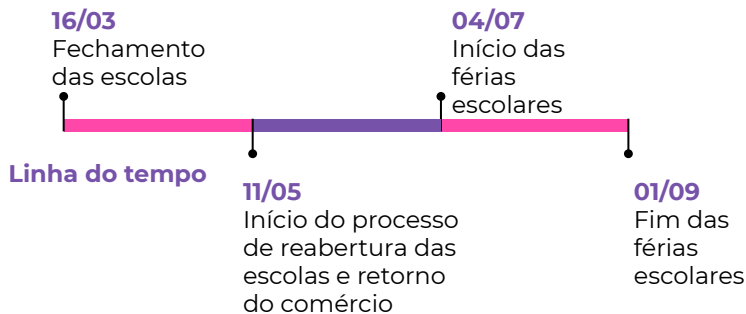 16/03
Fechamento
das escolas
04/07
Início das
férias
escolares
Linha do tempo
11/05
Início do processo
de reabertura das
escolas e retorno
do comércio
01/09
Fim das
férias
escolares